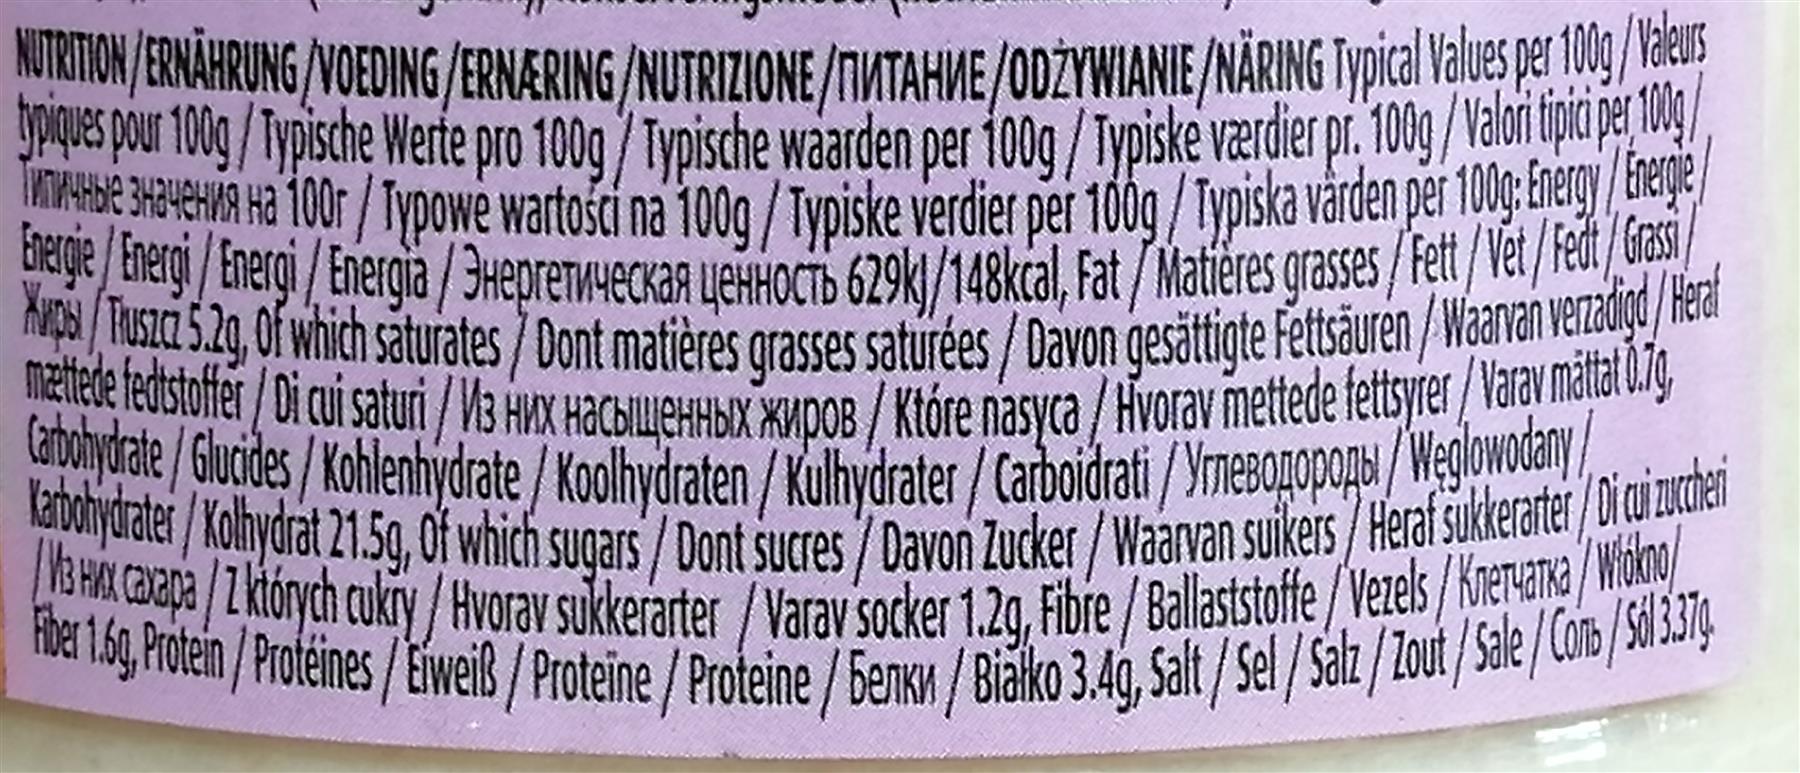 NUTRITION/ERNÄHRUNG/VOEDING/ERNÆRING/NUTRIZIONE/ПИТАНИЕ/ODŻYWIANIE/NÄRING Typical Values per 100g / Valeurs
typiques pour 100g / Typische Werte pro 100g / Typische waarden per 100g / Typiske værdier pr. 100g / Valori tipici per 100g /
Типичные значения на 100г / Typowe wartości na 100g / Typiske verdier per 100g / Typiska värden per 100g: Energy / Énergie /
Energie / Energi / Energi / Energia / Энергетическая ценность 629kJ/148kcal, Fat / Matières grasses / Fett / Vet / Fedt / Grassi /
Жиры / Tłuszcz 5.2g, Of which saturates / Dont matières grasses saturées / Davon gesättigte Fettsäuren / Waarvan verzadigd / Heraf
mættede fedtstoffer / Di cui saturi / Из них насыщенных жиров / Które nasyca / Hvorav mettede fettsyrer / Varav mättat 0.7g,
Carbohydrate / Glucides / Kohlenhydrate / Koolhydraten / Kulhydrater / Carboidrati / Углеводороды / Węglowodany /
Karbohydrater / Kolhydrat 21.5g, Of which sugars / Dont sucres / Davon Zucker / Waarvan suikers / Heraf sukkerarter / Di cui zuccheri
/ Из них сахара / Z których cukry / Hvorav sukkerarter / Varav socker 1.2g, Fibre / Ballaststoffe / Vezels / Клетчатка / Włókno/
Fiber 1.6g, Protein / Protéines / Eiweiß / Proteïne / Proteine / Белки / Białko 3.4g, Salt / Sel / Salz / Zout / Sale / Соль / Sól 3.37g.